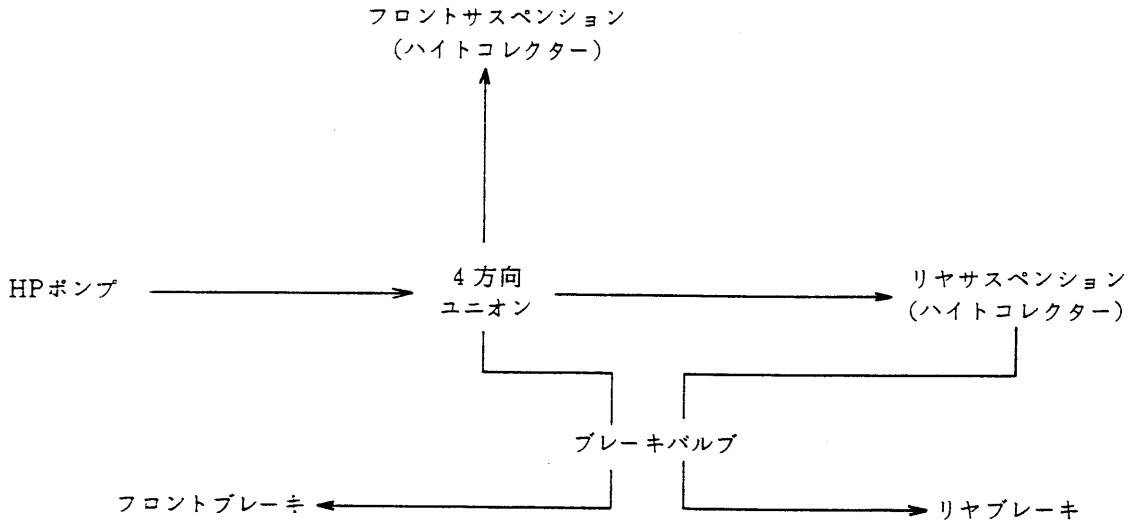 フロントサスペンション
(ハイトコレクター)
HPポンプ
4方向
ユニオン
リヤサスペンション
(ハイトコレクター)
ブレーキバルブ
フロントブレーキ
リヤブレーキ